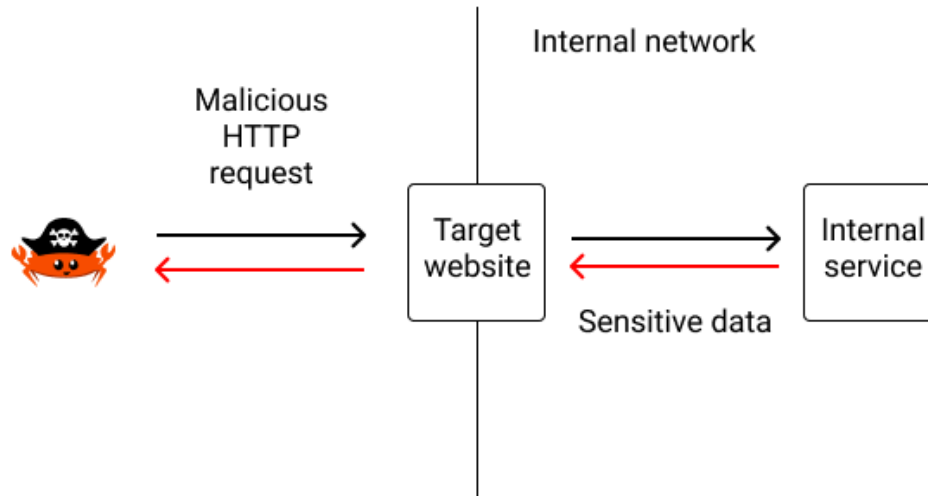 Internal network
Malicious
HTTP
request
Target
website
Internal
service
Sensitive data